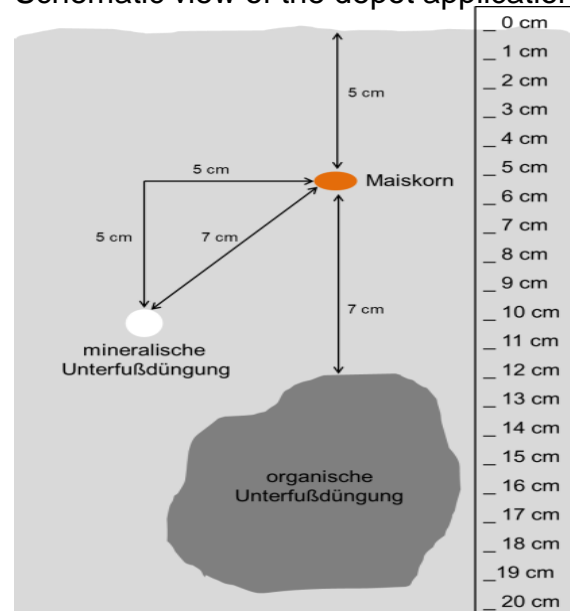 Schematic view of the depot application
5 cm
Maiskorn
5 cm
5 cm
7 cm
7 cm
mineralische
Unterfußdüngung
organische
Unterfußdüngung
_ 0 cm
_ 1 cm
_ 2 cm
_ 3 cm
_ 4 cm
_ 5 cm
_ 6 cm
_ 7 cm
_ 8 cm
_ 9 cm
_ 10 cm
_ 11 cm
_ 12 cm
_ 13 cm
_ 14 cm
_ 15 cm
_ 16 cm
_ 17 cm
_ 18 cm
_ 19 cm
_ 20 cm